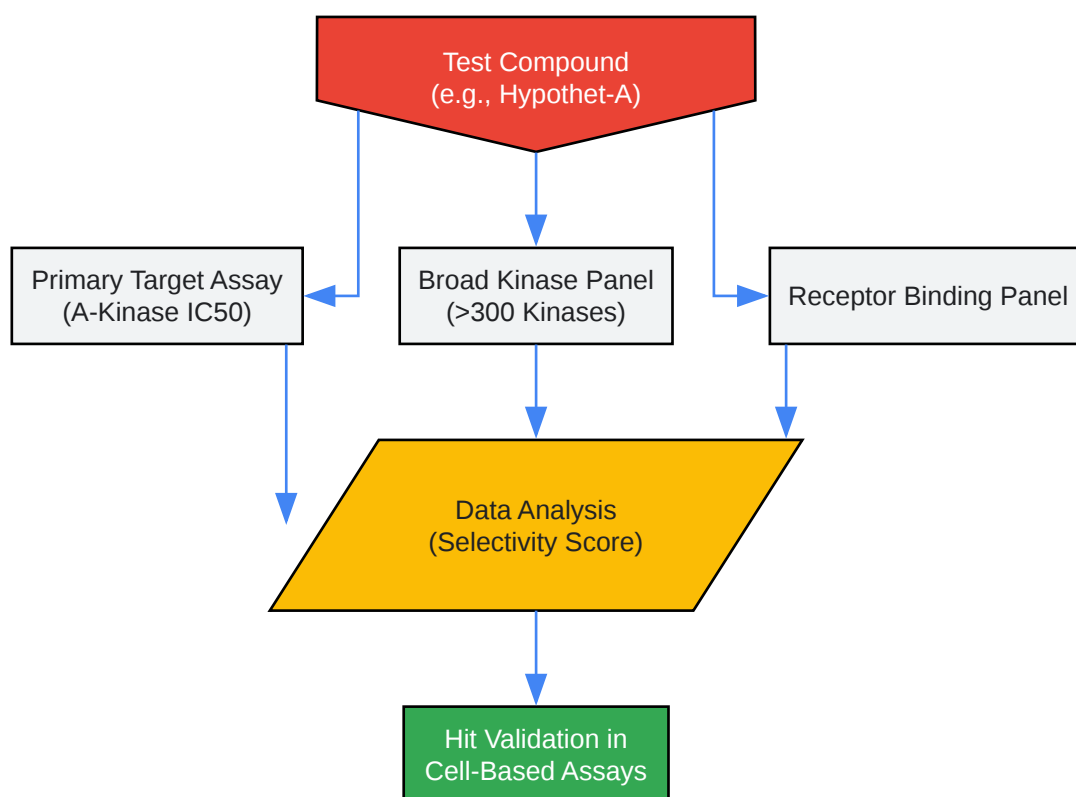 Test Compound
(e.g., Hypothet-A)
Primary Target Assay
(A-Kinase IC50)
Broad Kinase Panel
(>300 Kinases)
Receptor Binding Panel
Data Analysis
(Selectivity Score)
Hit Validation in
Cell-Based Assays